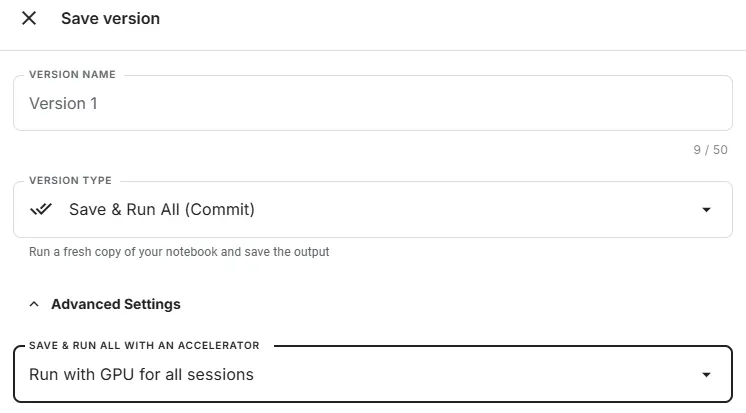 Save version
VERSION NAME
Version 1
9 / 50
VERSION TYPE
Save & Run All (Commit)
Run a fresh copy of your notebook and save the output
Advanced Settings
SAVE & RUN ALL WITH AN ACCELERATOR
Run with GPU for all sessions